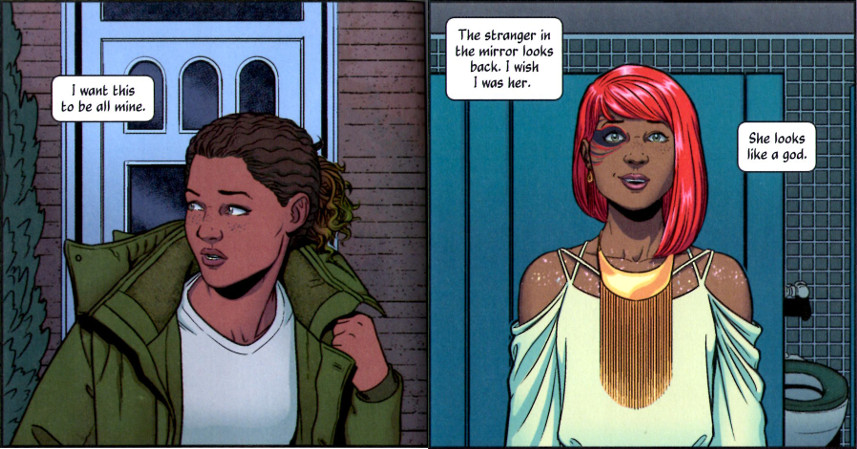 I want this
to be all mine.
The stranger in
the mirror looks
back. I wish
I was her.
She looks
like a god.